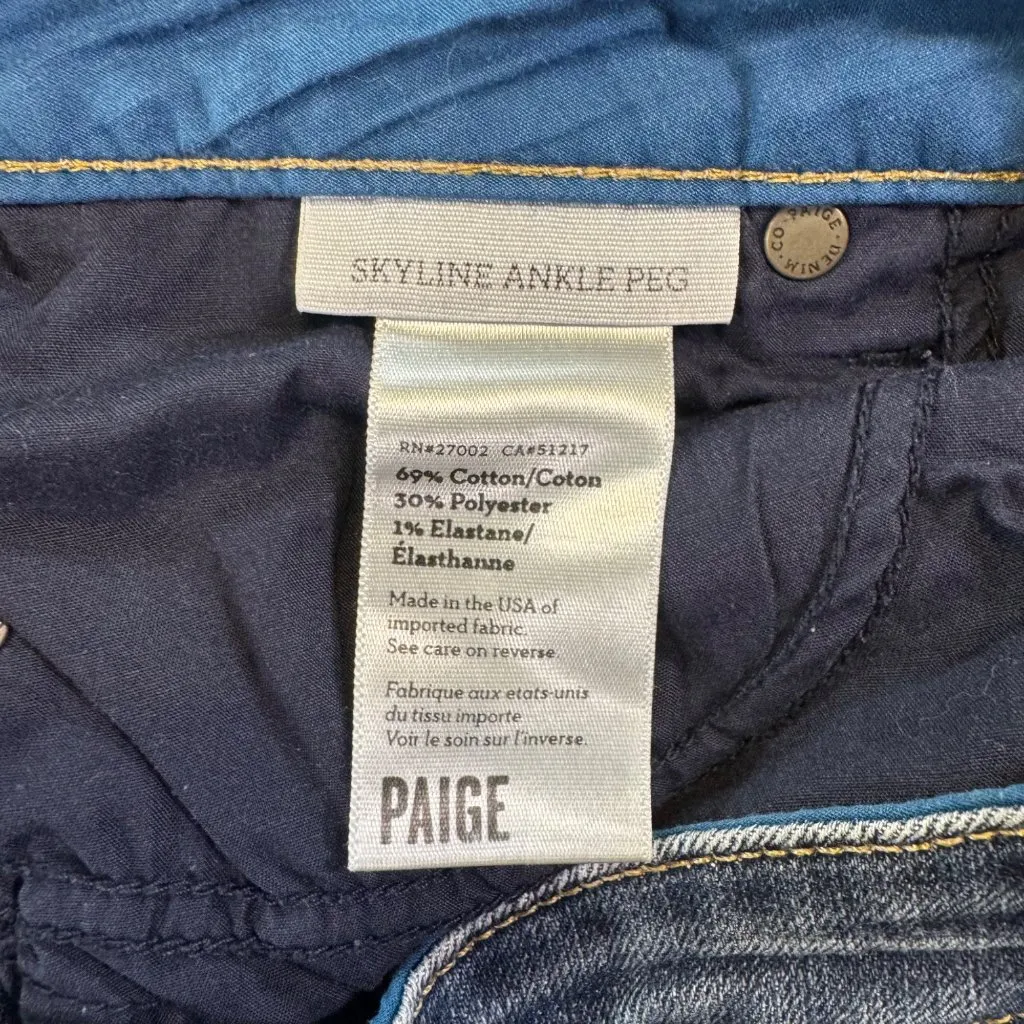 SKYLINE ANKLE PEG
PAIGE · DENIM · CO ·
RN#27002 CA#51217
69% Cotton/Coton
30% Polyester
1% Elastane/
Élasthanne
Made in the USA of
imported fabric.
See care on reverse.
Fabrique aux etats-unis
du tissu importe
Voir le soin sur l'inverse.
PAIGE